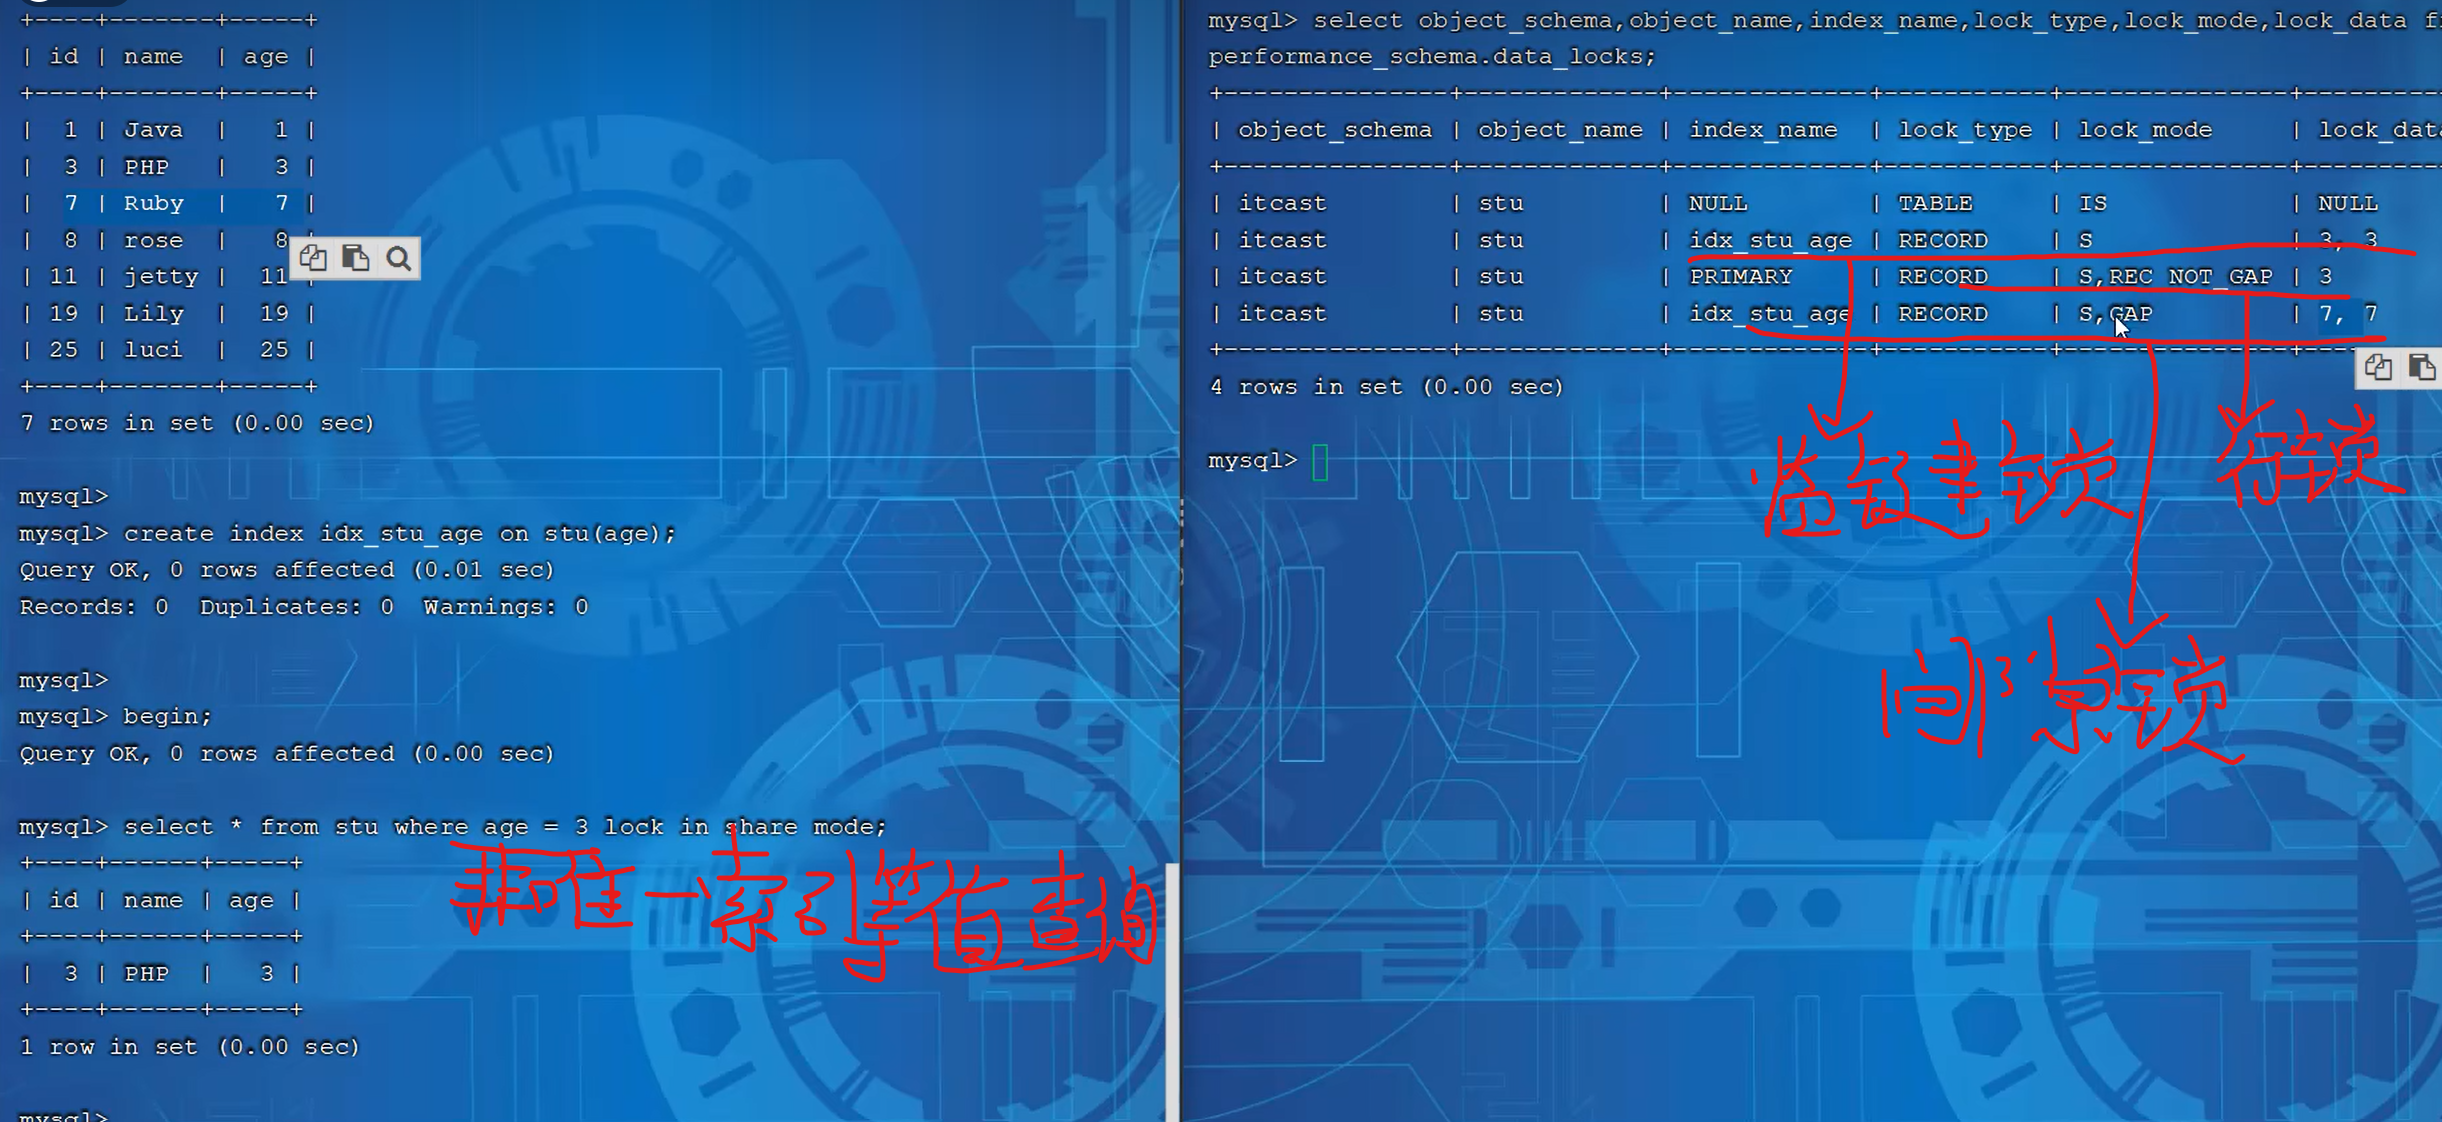 +----+-------+-----+
| id | name  | age |
+----+-------+-----+
|  1 | Java  |   1 |
|  3 | PHP   |   3 |
|  7 | Ruby  |   7 |
|  8 | rose  |   8
| 11 | jetty |  11
| 19 | Lily  |  19 |
| 25 | luci  |  25 |
+----+-------+-----+
7 rows in set (0.00 sec)
mysql>
mysql> create index idx_stu_age on stu(age);
Query OK, 0 rows affected (0.01 sec)
Records: 0  Duplicates: 0  Warnings: 0
mysql>
mysql> begin;
Query OK, 0 rows affected (0.00 sec)
mysql> select * from stu where age = 3 lock in share mode;
+----+------+-----+
| id | name | age |
+----+------+-----+
|  3 | PHP  |   3 |
+----+------+-----+
1 row in set (0.00 sec)
mysql>
非唯一索引等值查询
mysql> select object_schema,object_name,index_name,lock_type,lock_mode,lock_data
performance_schema.data_locks;
+---------------+-------------+-------------+-----------+---------------+----------
| object_schema | object_name | index_name  | lock_type | lock_mode     | lock_dat
+---------------+-------------+-------------+-----------+---------------+----------
| itcast        | stu         | NULL        | TABLE     | IS            | NULL
| itcast        | stu         | idx_stu_age | RECORD    | S             | 3, 3
| itcast        | stu         | PRIMARY     | RECORD    | S,REC_NOT_GAP | 3
| itcast        | stu         | idx_stu_age | RECORD    | S,GAP         | 7, 7
+---------------+-------------+-------------+-----------+---------------+----------
4 rows in set (0.00 sec)
mysql>
行锁
间隙锁